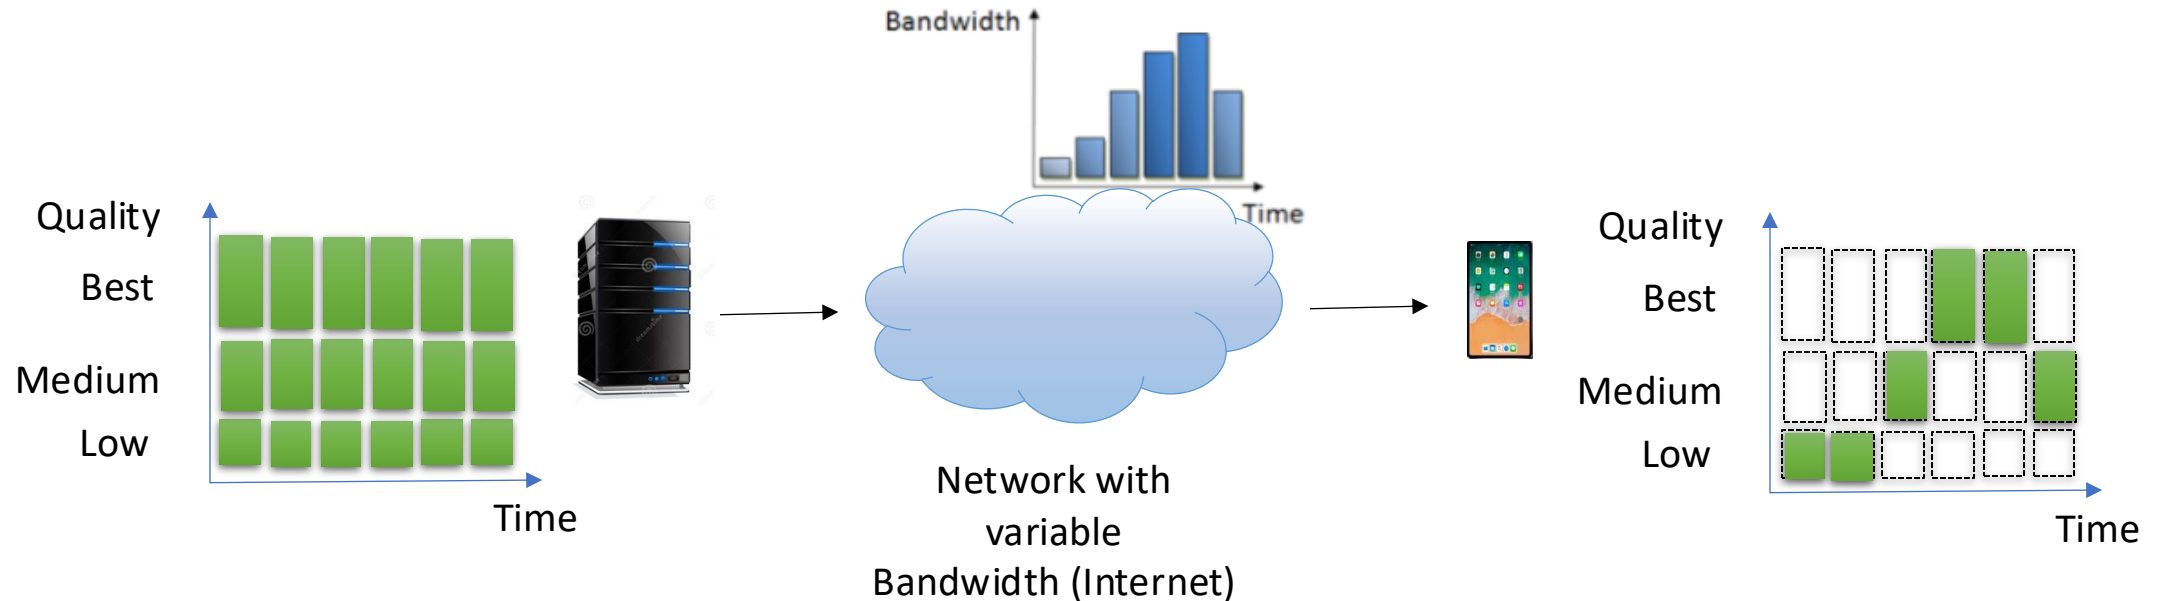 Bandwidth
Time
Quality
Best
Medium
Low
Time
Network with
variable
Bandwidth (Internet)
Quality
Best
Medium
Low
Time